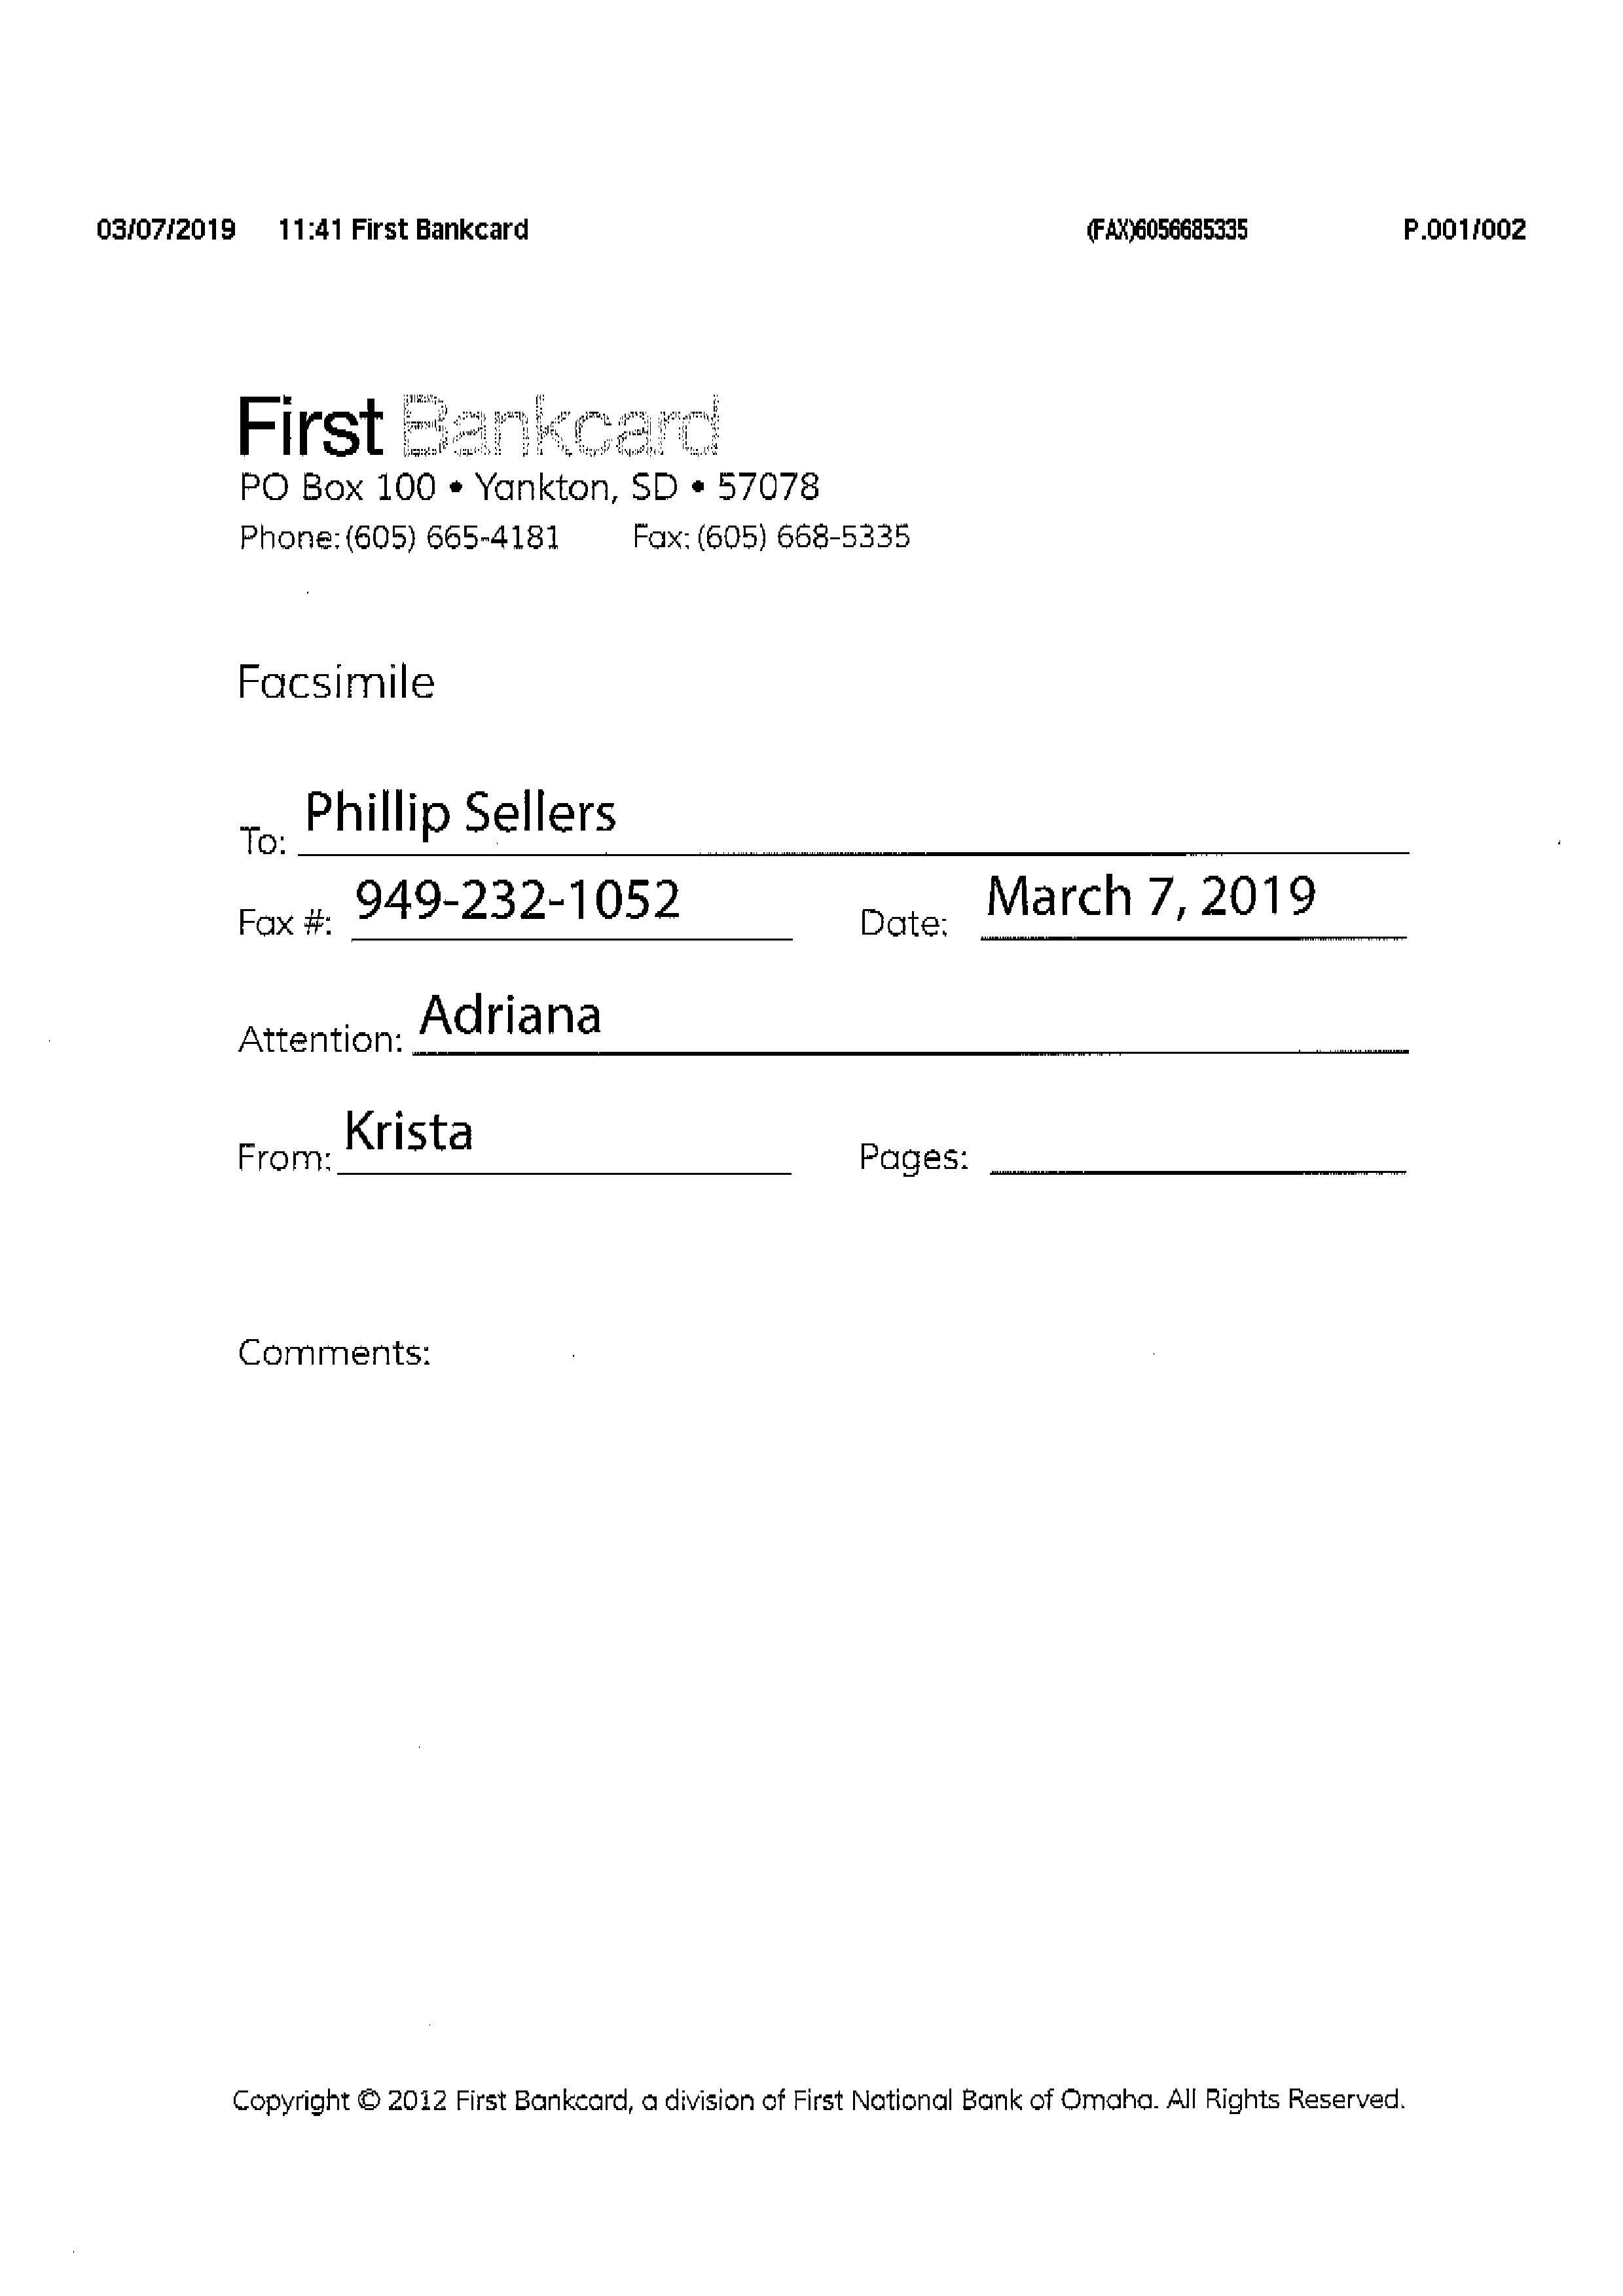 03/07/2019 11:41 First Bankcard (FAX)6056685335 P.001/002
First Bankcard
PO Box 100 • Yankton, SD • 57078
Phone: (605) 665-4181 Fax: (605) 668-5335
Facsimile
To: Phillip Sellers
Fax #: 949-232-1052 Date: March 7, 2019
Attention: Adriana
From: Krista Pages:
Comments:
Copyright © 2012 First Bankcard, a division of First National Bank of Omaha. All Rights Reserved.